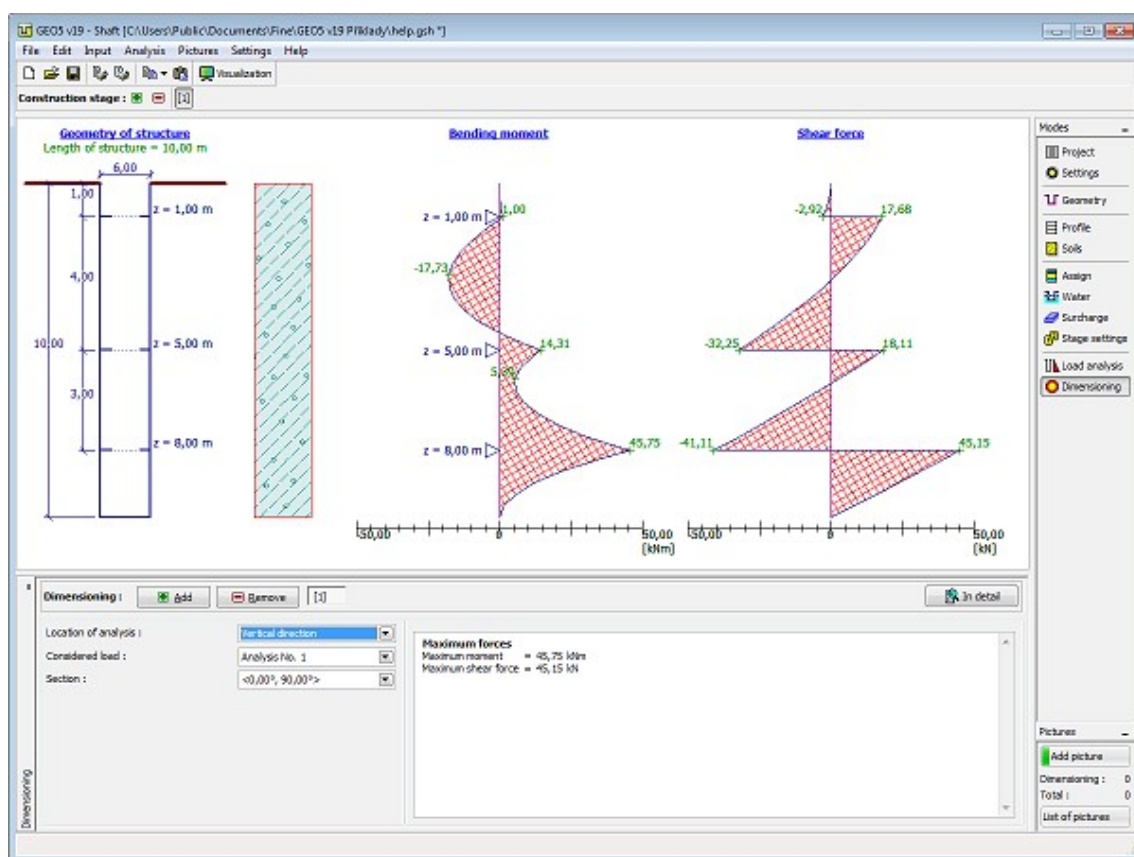 GEO5 v19 - Shaft [C:\Users\Public\Documents\Fine\GEO5 v19 Příklady\help.gsh *]
File Edit Input Analysis Pictures Settings Help
Visualization
Construction stage : [1]
Geometry of structure
Length of structure = 10,00 m
6,00
1,00
z = 1,00 m
4,00
10,00
z = 5,00 m
3,00
z = 8,00 m
Bending moment
z = 1,00 m
1,00
-17,73
z = 5,00 m
14,31
z = 8,00 m
45,75
-50,00
0
50,00
[kNm]
Shear force
-2,92
17,68
-32,25
18,11
-41,11
45,15
-50,00
0
50,00
[kN]
Modes
Project
Settings
Geometry
Profile
Soils
Assign
Water
Surcharge
Stage settings
Load analysis
Dimensioning
Dimensioning : Add Remove [1] In detail
Location of analysis : Vertical direction
Considered load : Analysis No. 1
Section : <0,00°, 90,00°>
Maximum forces
Maximum moment = 45,75 kNm
Maximum shear force = 45,15 kN
Dimensioning
Pictures
Add picture
Dimensioning : 0
Total : 0
List of pictures